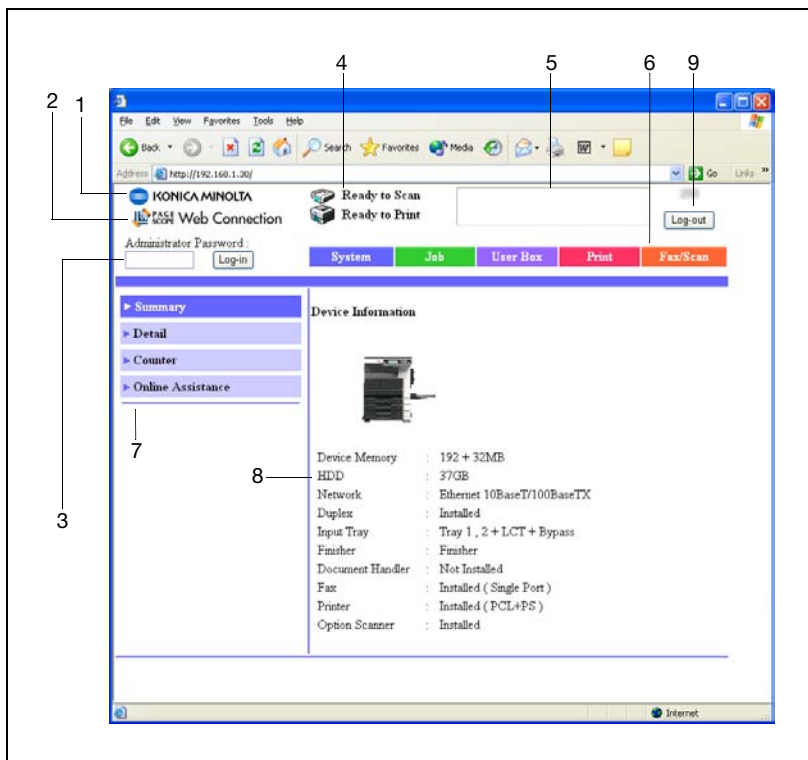 4 5 6 9
2 1
File Edit View Favorites Tools Help
Back Search Favorites Media
Address http://192.168.1.30/ Go Links »
KONICA MINOLTA
PAGE SCOPE Web Connection
Ready to Scan
Ready to Print
Log-out
Administrator Password :
Log-in
System Job User Box Print Fax/Scan
3
Summary
Detail
Counter
Online Assistance
7
Device Information
8
Device Memory : 192 + 32MB
HDD : 37GB
Network : Ethernet 10BaseT/100BaseTX
Duplex : Installed
Input Tray : Tray 1 , 2 + LCT + Bypass
Finisher : Finisher
Document Handler : Not Installed
Fax : Installed ( Single Port )
Printer : Installed ( PCL+PS )
Option Scanner : Installed
Internet